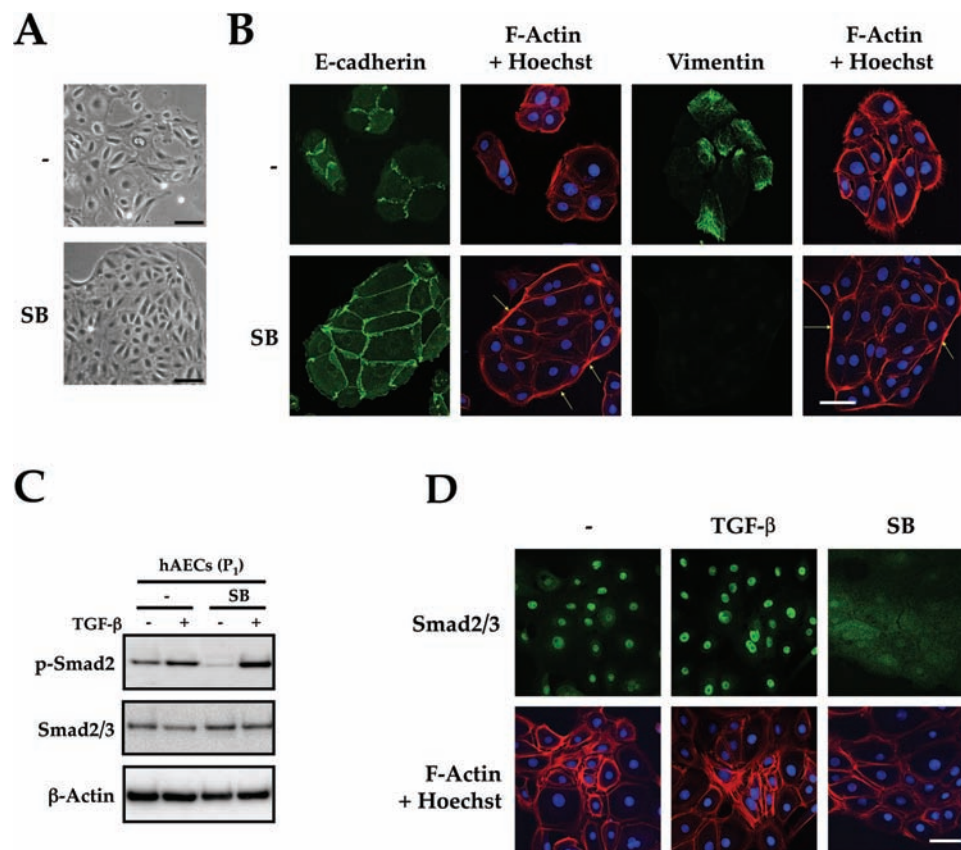 A
B
E-cadherin
F-Actin
+ Hoechst
Vimentin
F-Actin
+ Hoechst
-
-
SB
SB
C
hAECs (P₁)
- SB
TGF-β - + - +
p-Smad2
Smad2/3
β-Actin
D
- TGF-β SB
Smad2/3
F-Actin
+ Hoechst